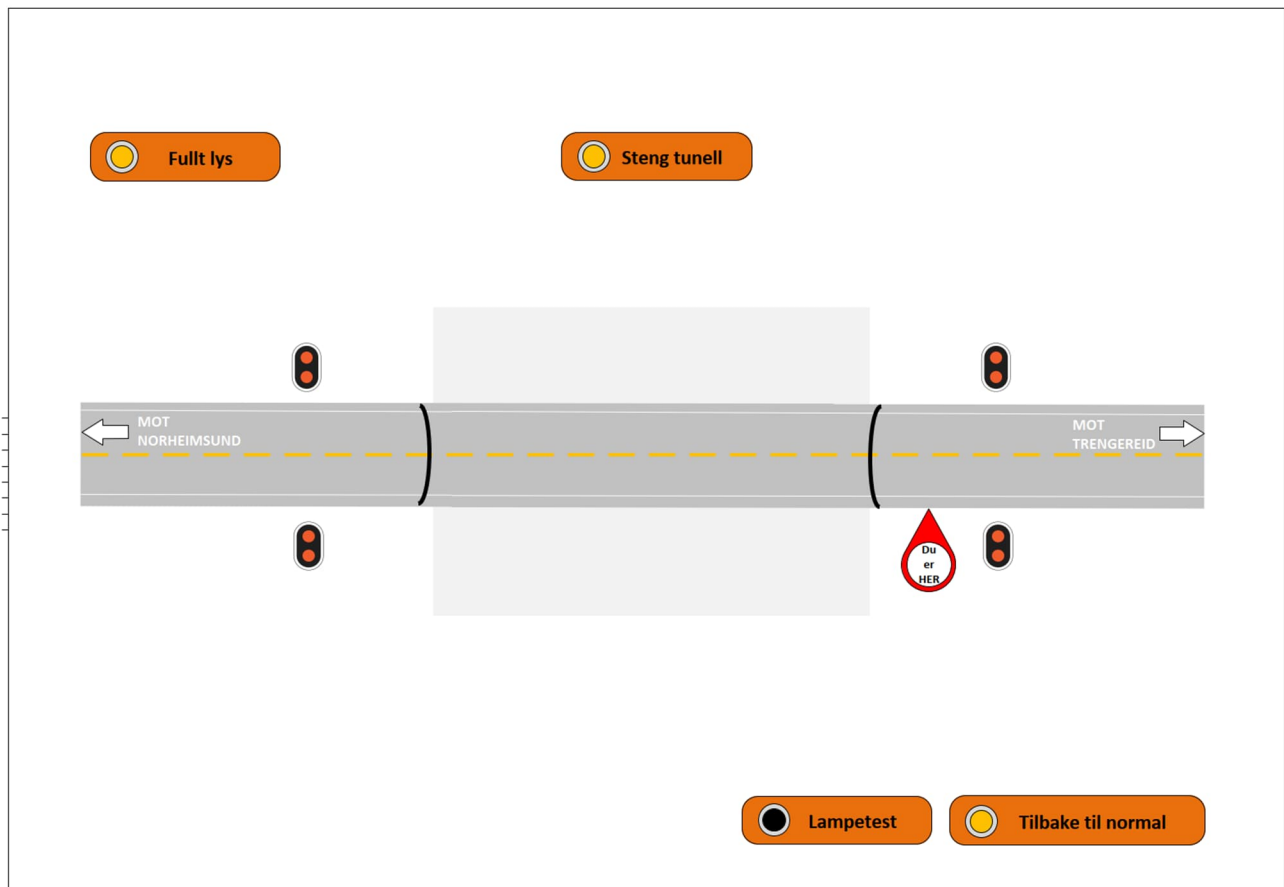 Fullt lys
Steng tunell
MOT
NORHEIMSUND
MOT
TRENGEREID
Du
er
HER
Lampetest
Tilbake til normal